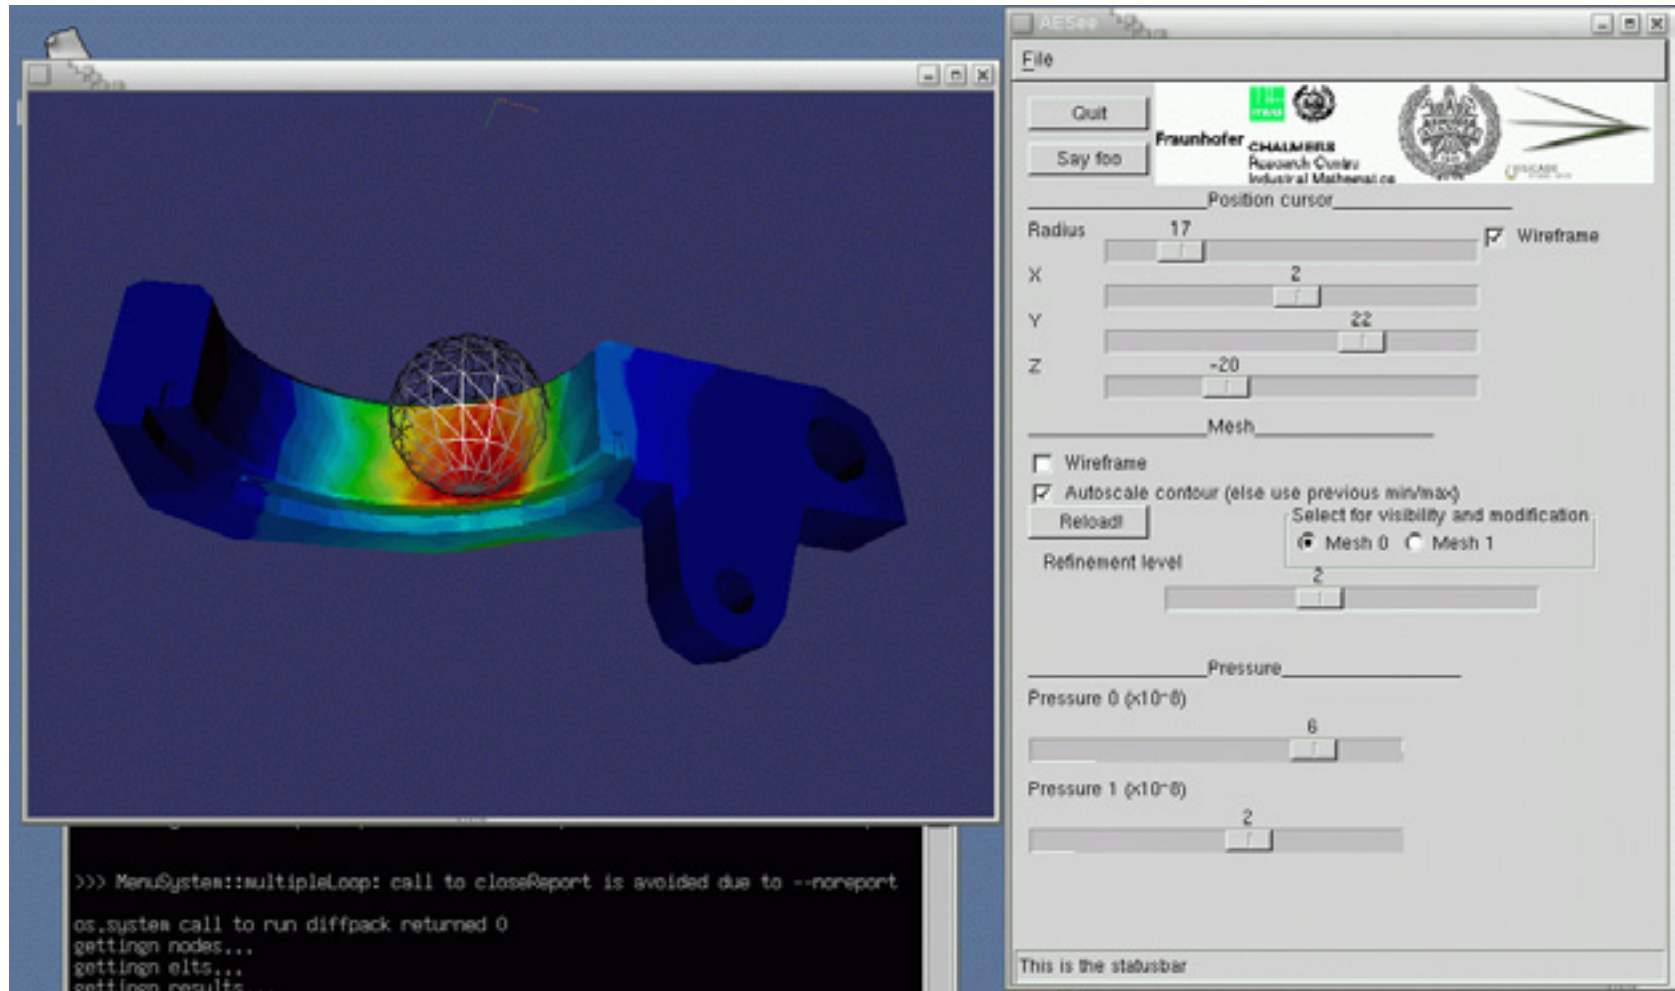 AESee
File
Quit
Say foo
Fraunhofer
CHALMERS
Research Centre
Industrial Mathematics
Position cursor
Radius
17
Wireframe
X
2
Y
22
Z
-20
Mesh
Wireframe
Autoscale contour (else use previous min/max)
Reload!
Select for visibility and modification
Mesh 0
Mesh 1
Refinement level
2
Pressure
Pressure 0 (x10^8)
6
Pressure 1 (x10^8)
2
This is the statusbar
>>> MenuSystem::multipleLoop: call to closeReport is avoided due to --noreport
os.system call to run diffpack returned 0
gettingn nodes...
gettingn elts...
gettingn results...